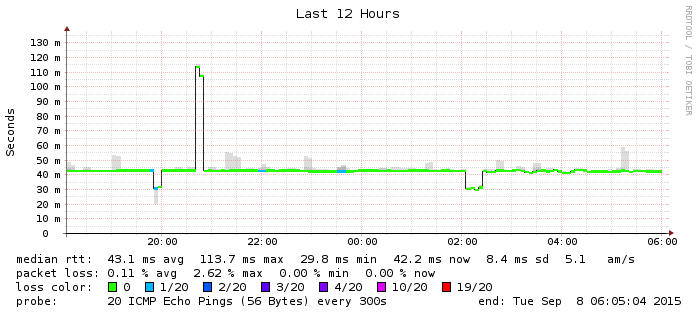 Last 12 Hours
RRDTOOL / TOBI OETIKER
Seconds
130 m
120 m
110 m
100 m
90 m
80 m
70 m
60 m
50 m
40 m
30 m
20 m
10 m
0
20:00 22:00 00:00 02:00 04:00 06:00
median rtt: 43.1 ms avg 113.7 ms max 29.8 ms min 42.2 ms now 8.4 ms sd 5.1 am/s
packet loss: 0.11 % avg 2.62 % max 0.00 % min 0.00 % now
loss color: 0 1/20 2/20 3/20 4/20 10/20 19/20
probe: 20 ICMP Echo Pings (56 Bytes) every 300s end: Tue Sep 8 06:05:04 2015